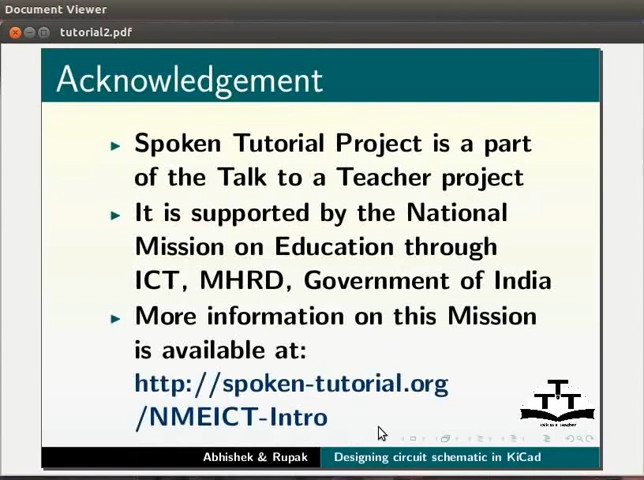 Document Viewer
tutorial2.pdf
Acknowledgement
Spoken Tutorial Project is a part
of the Talk to a Teacher project
It is supported by the National
Mission on Education through
ICT, MHRD, Government of India
More information on this Mission
is available at:
http://spoken-tutorial.org
/NMEICT-Intro
Abhishek & Rupak
Designing circuit schematic in KiCad